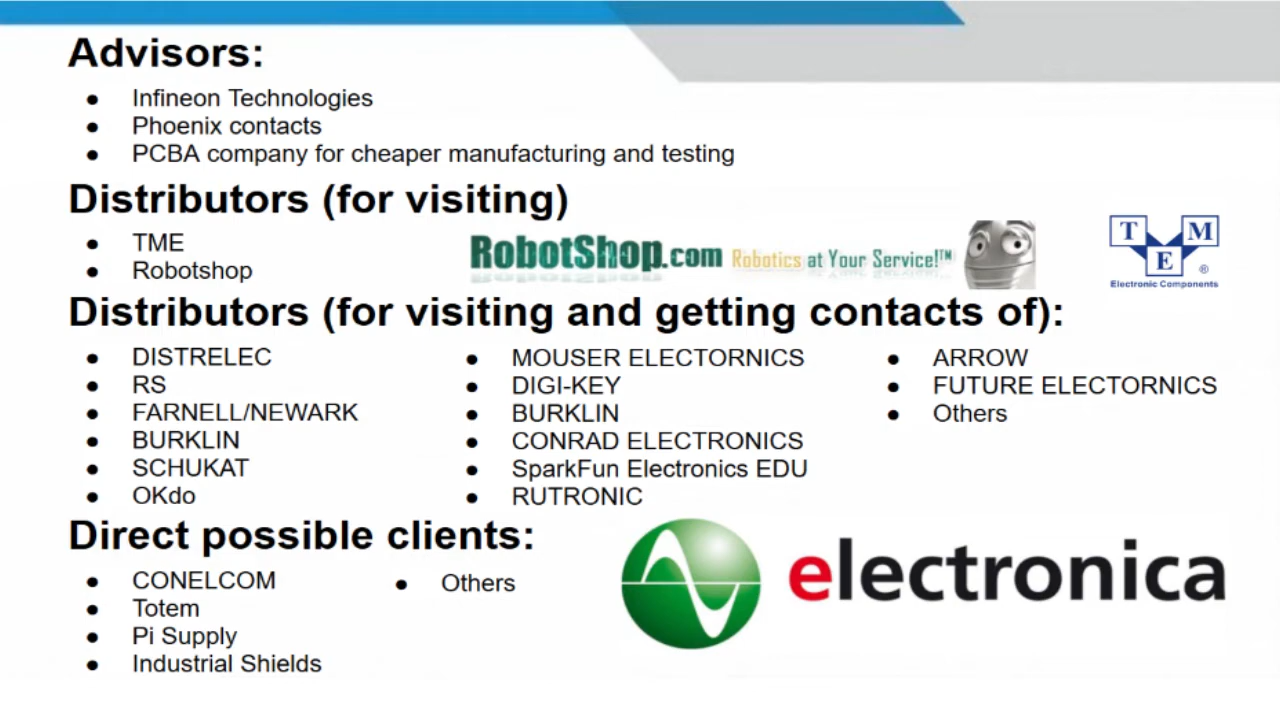 Advisors:
● Infineon Technologies
● Phoenix contacts
● PCBA company for cheaper manufacturing and testing
Distributors (for visiting)
● TME
● Robotshop
RobotShop.com Robotics at Your Service!™
T M E ®
Electronic Components
Distributors (for visiting and getting contacts of):
● DISTRELEC
● RS
● FARNELL/NEWARK
● BURKLIN
● SCHUKAT
● OKdo
● MOUSER ELECTORNICS
● DIGI-KEY
● BURKLIN
● CONRAD ELECTRONICS
● SparkFun Electronics EDU
● RUTRONIC
● ARROW
● FUTURE ELECTORNICS
● Others
Direct possible clients:
● CONELCOM
● Totem
● Pi Supply
● Industrial Shields
● Others
electronica